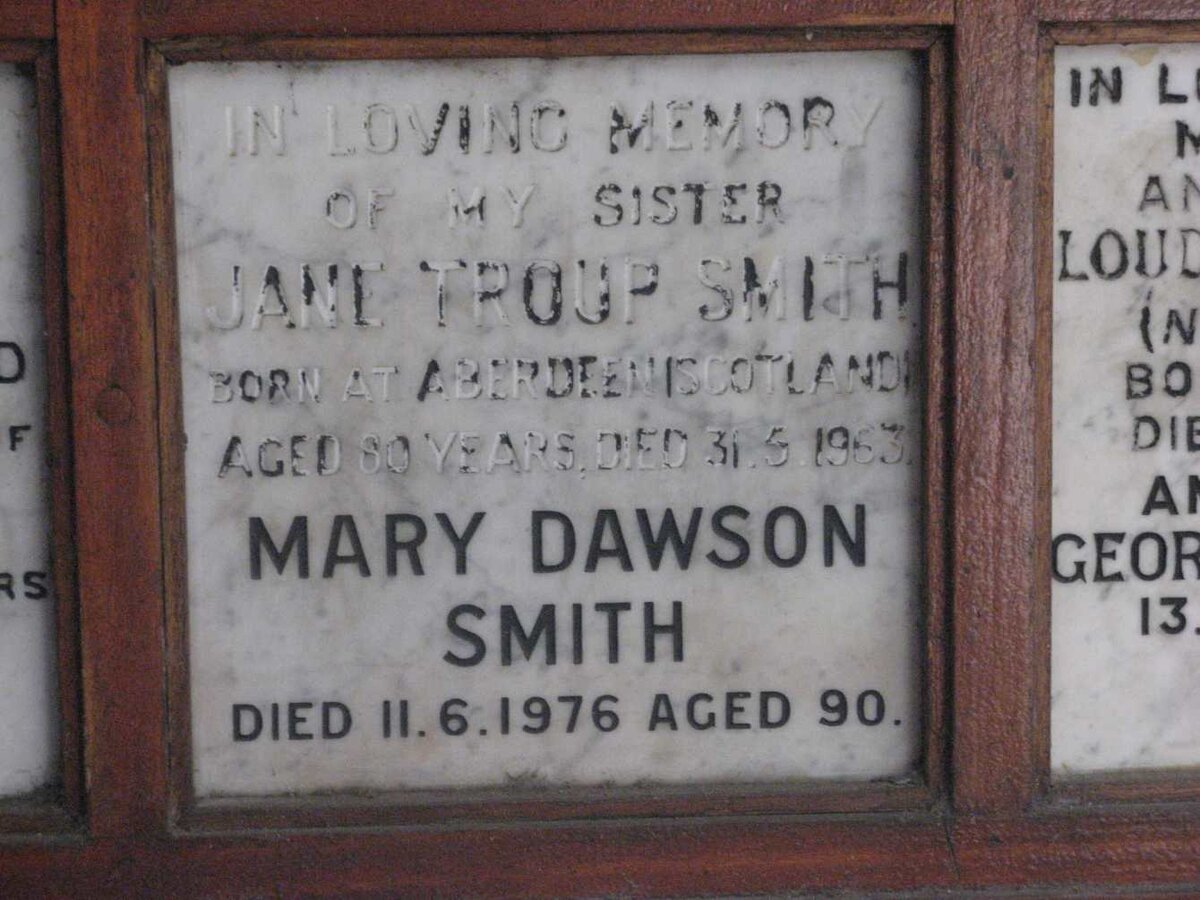 IN LOVING MEMORY
OF MY SISTER
JANE TROUP SMITH
BORN AT ABERDEEN (SCOTLAND)
AGED 80 YEARS, DIED 31.5.1963.
MARY DAWSON
SMITH
DIED 11.6.1976 AGED 90.
D
F
RS
IN
LOUD
(N
BO
DIE
AN
GEOR
13.